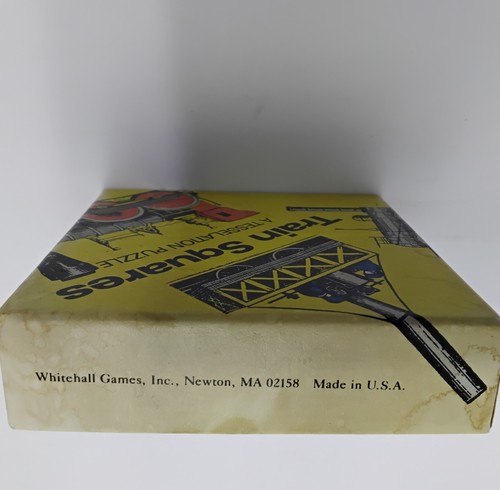 Train Squares
A TESSELATION PUZZLE
Whitehall Games, Inc., Newton, MA 02158 Made in U.S.A.